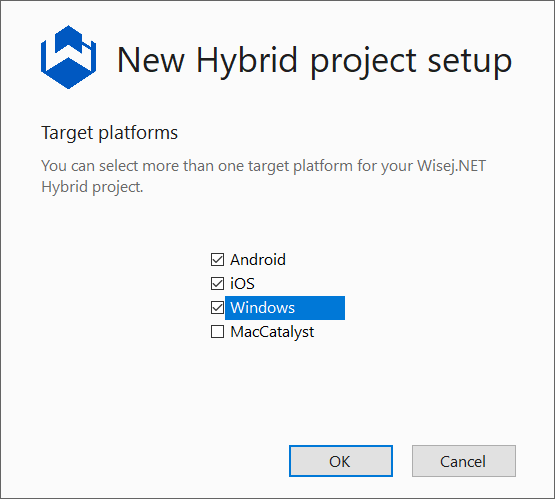 New Hybrid project setup
Target platforms
You can select more than one target platform for your Wisej.NET
Hybrid project.
Android
iOS
Windows
MacCatalyst
OK
Cancel